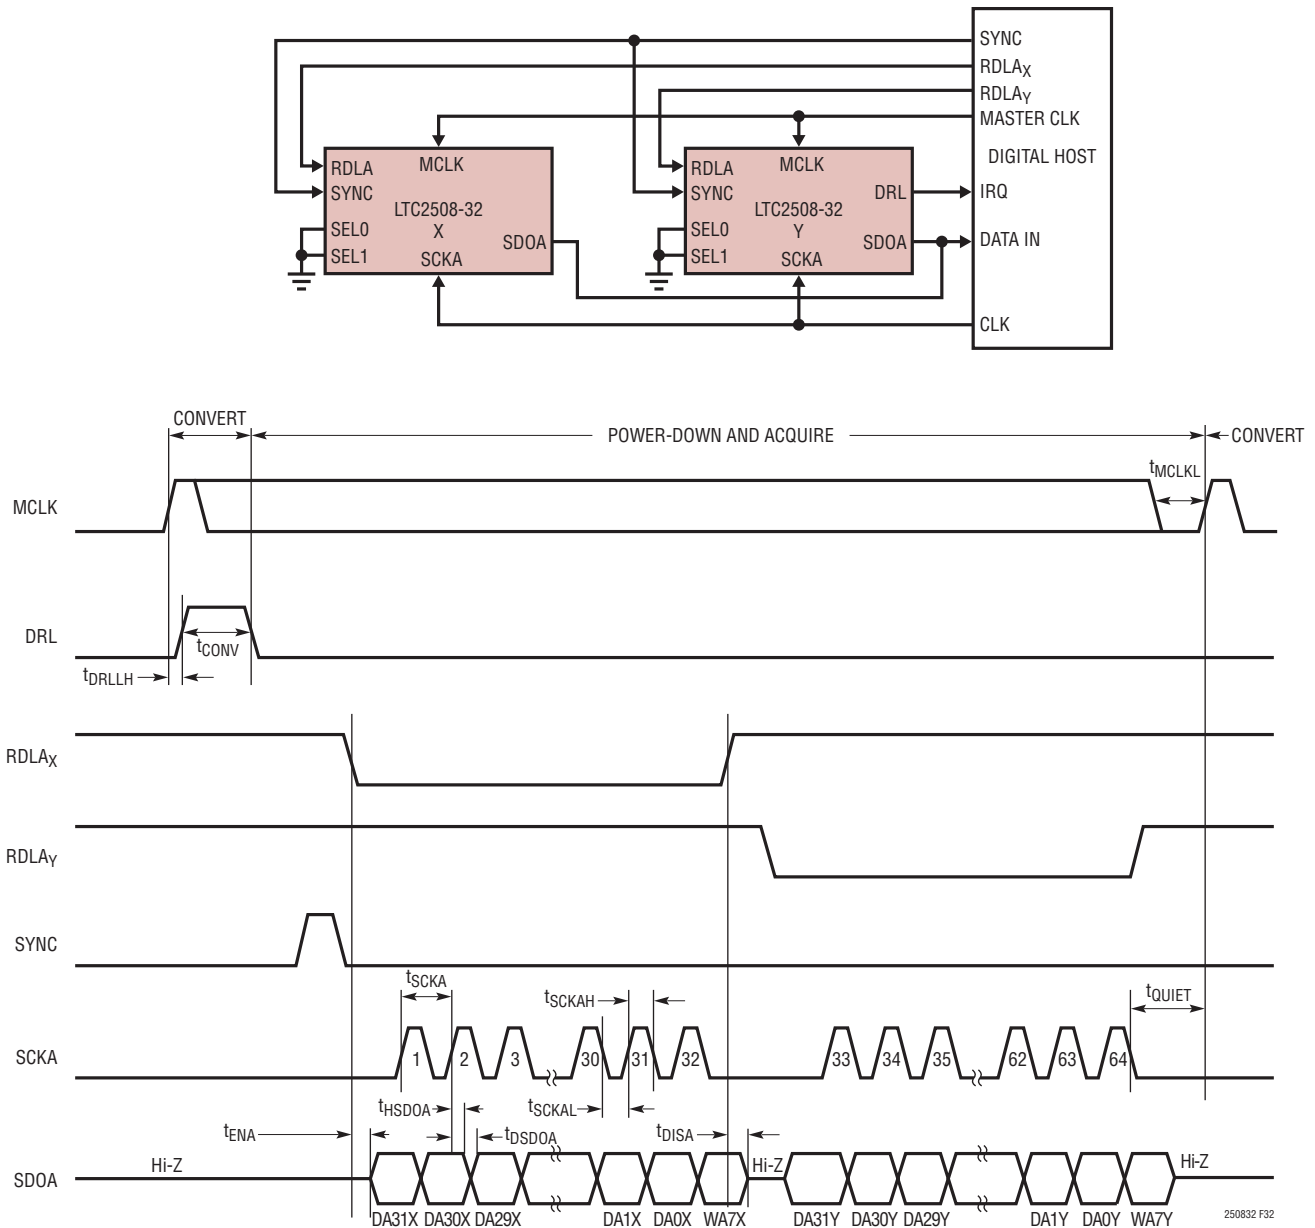 SYNC
RDLAX
RDLAY
MASTER CLK
DIGITAL HOST
IRQ
DATA IN
CLK
RDLA
MCLK
SYNC
LTC2508-32
X
SEL0
SDOA
SEL1
SCKA
RDLA
MCLK
SYNC
DRL
LTC2508-32
Y
SEL0
SDOA
SEL1
SCKA
CONVERT
POWER-DOWN AND ACQUIRE
CONVERT
tMCLKL
MCLK
DRL
tCONV
tDRLLH
RDLAX
RDLAY
SYNC
tSCKA
tSCKAH
tQUIET
SCKA
1 2 3 30 31 32 33 34 35 62 63 64
tHSDOA
tSCKAL
tENA
tDSDOA
tDISA
SDOA
Hi-Z
Hi-Z
Hi-Z
DA31X DA30X DA29X DA1X DA0X WA7X DA31Y DA30Y DA29Y DA1Y DA0Y WA7Y
250832 F32